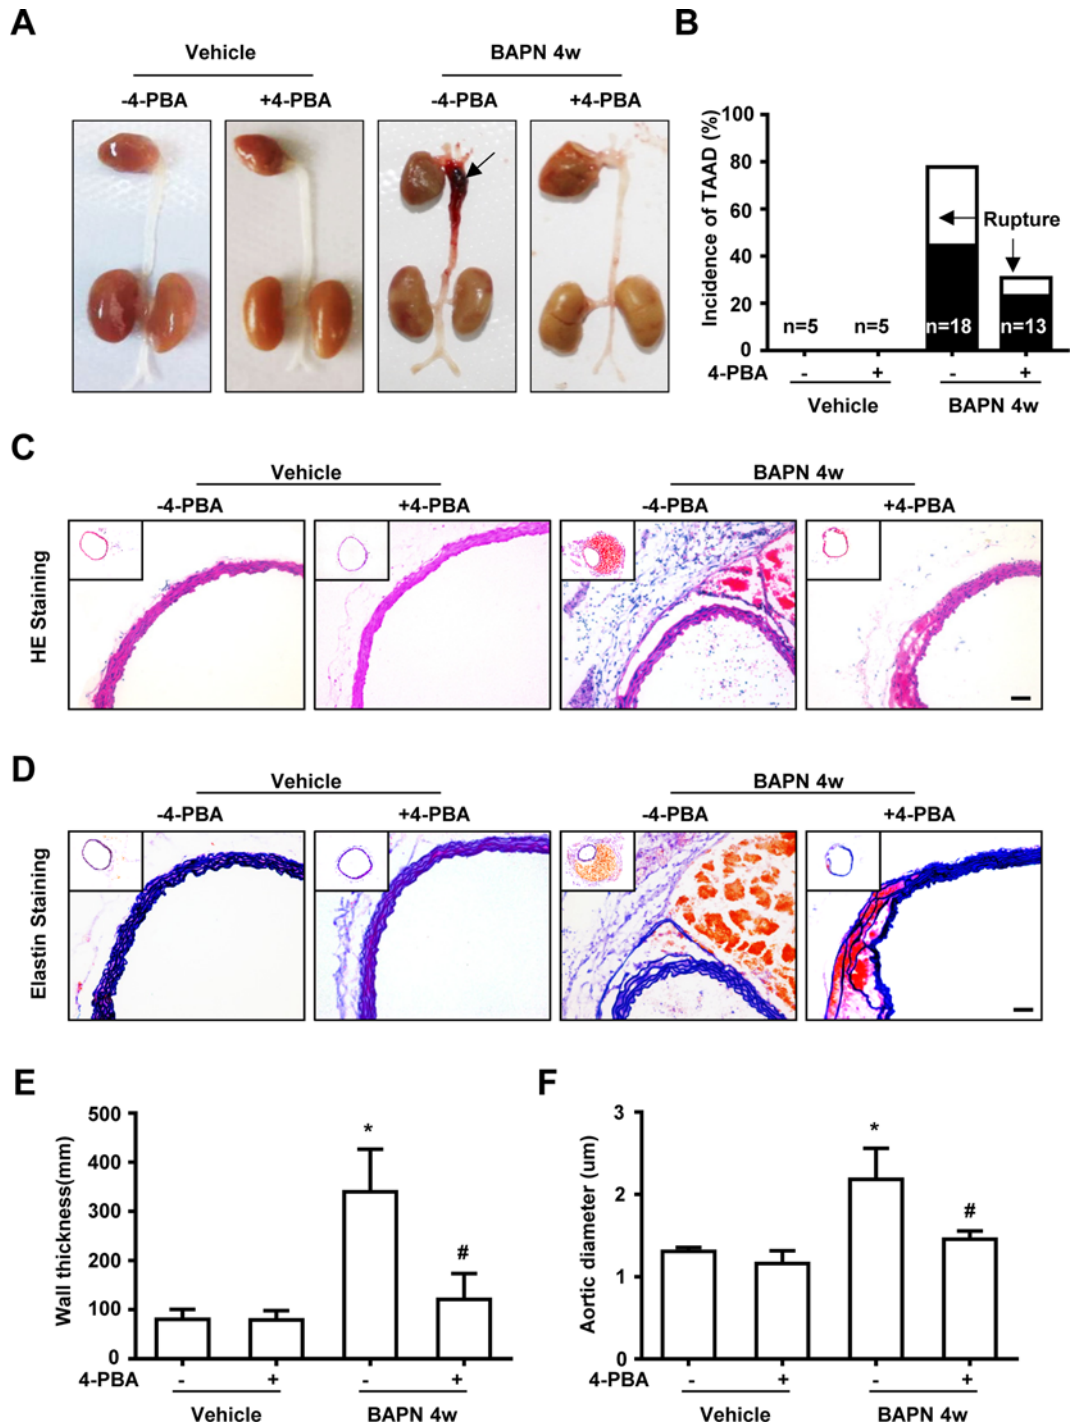 A
Vehicle
BAPN 4w
-4-PBA
+4-PBA
-4-PBA
+4-PBA
B
Incidence of TAAD (%)
100
80
60
40
20
0
Rupture
n=5
n=5
n=18
n=13
4-PBA
-
+
-
+
Vehicle
BAPN 4w
C
Vehicle
BAPN 4w
-4-PBA
+4-PBA
-4-PBA
+4-PBA
HE Staining
D
Vehicle
BAPN 4w
-4-PBA
+4-PBA
-4-PBA
+4-PBA
Elastin Staining
E
Wall thickness(mm)
500
400
300
200
100
0
*
#
4-PBA
-
+
-
+
Vehicle
BAPN 4w
F
Aortic diameter (um)
3
2
1
0
*
#
4-PBA
-
+
-
+
Vehicle
BAPN 4w